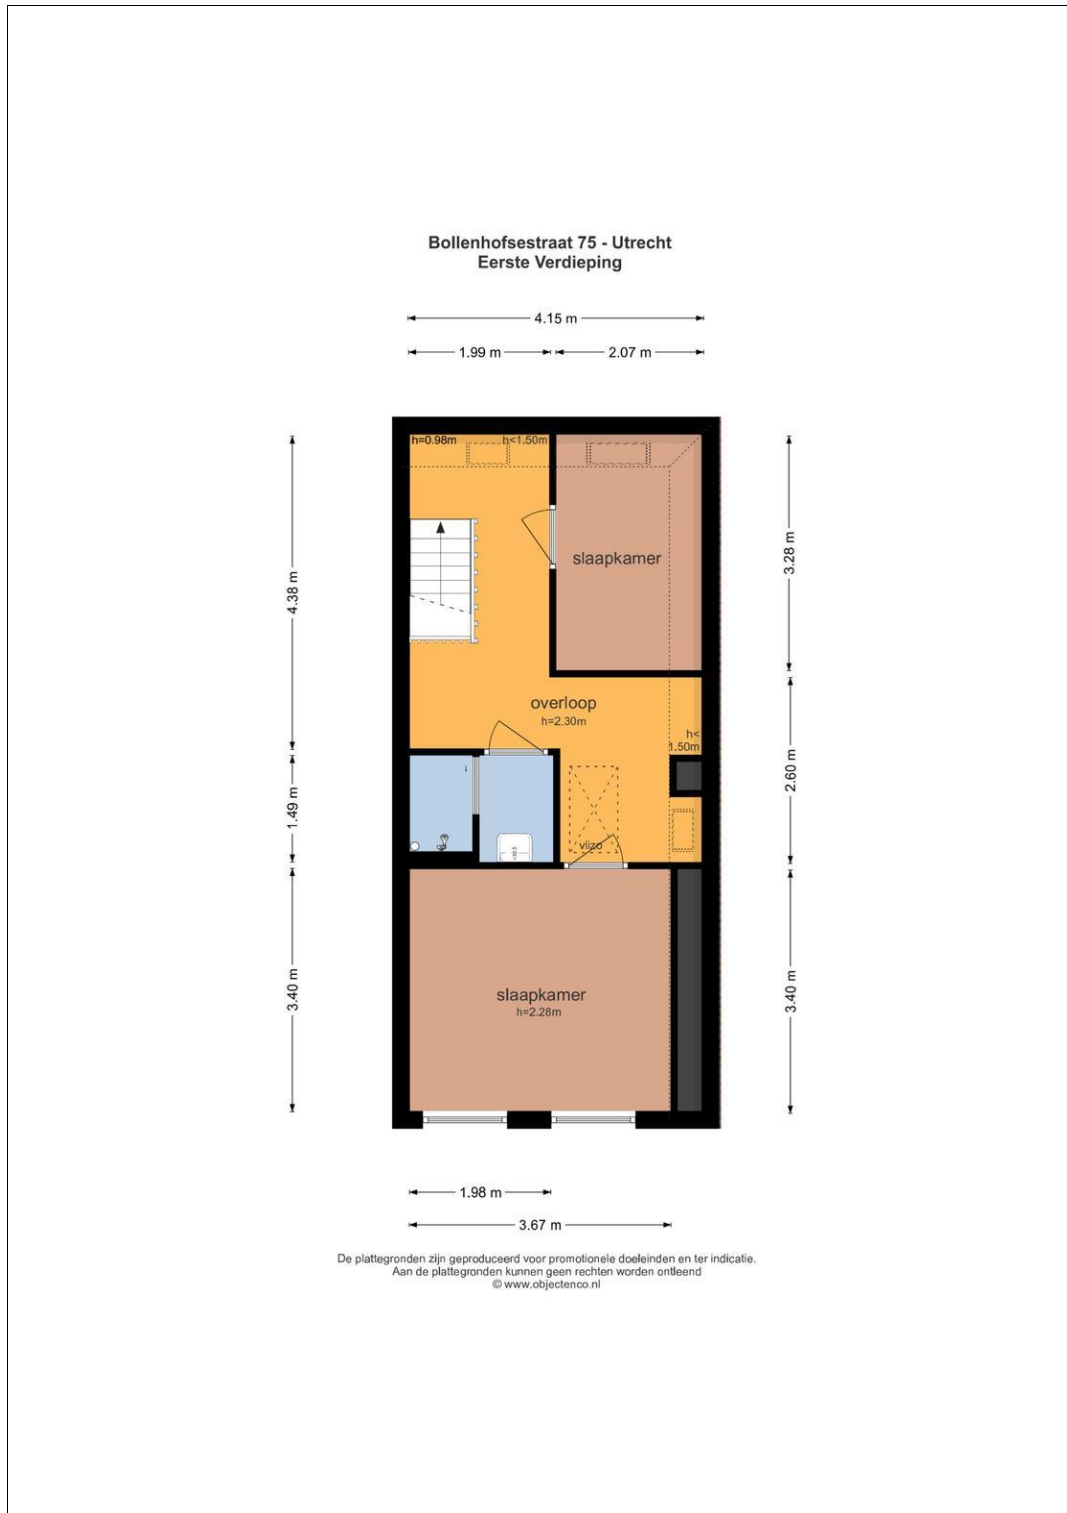 Bollenhofsestraat 75 - Utrecht
Eerste Verdieping
4.15 m
1.99 m
2.07 m
h=0.98m
h<1.50m
4.38 m
3.28 m
slaapkamer
overloop
h=2.30m
h<
1.50m
1.49 m
2.60 m
vlizo
3.40 m
slaapkamer
h=2.28m
3.40 m
1.98 m
3.67 m
De plattegronden zijn geproduceerd voor promotionele doeleinden en ter indicatie.
Aan de plattegronden kunnen geen rechten worden ontleend
© www.objectenco.nl